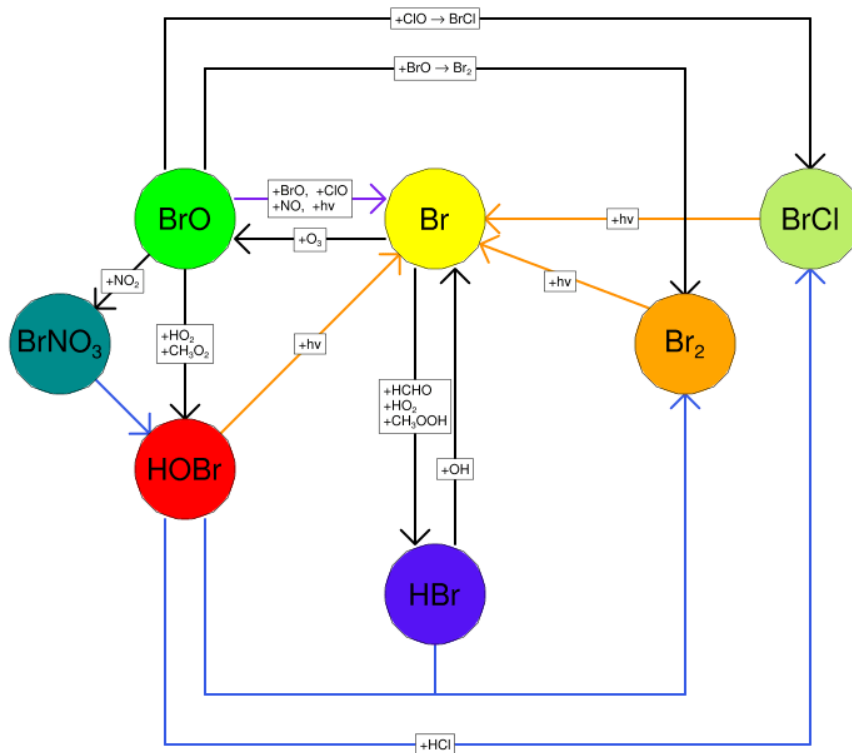 +ClO → BrCl
+BrO → Br₂
BrO
+BrO, +ClO
+NO, +hv
Br
+hv
BrCl
+O₃
+NO₂
+hv
BrNO₃
+HO₂
+CH₃O₂
+hv
Br₂
+HCHO
+HO₂
+CH₃OOH
HOBr
+OH
HBr
+HCl